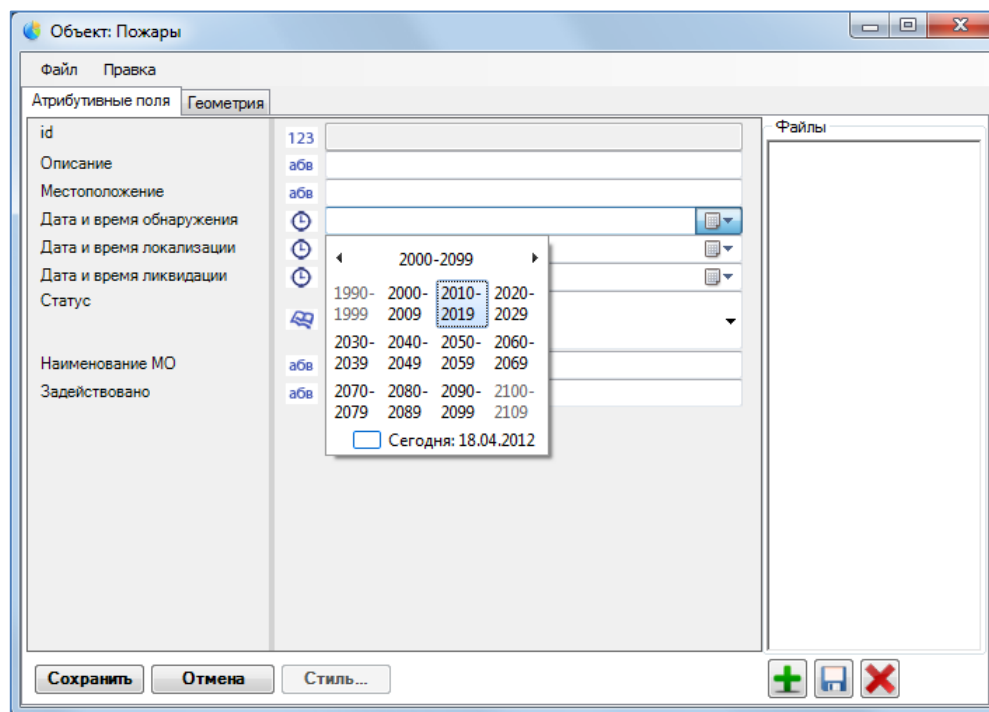 Объект: Пожары
Файл Правка
Атрибутивные поля Геометрия
id 123
Файлы
Описание абв
Местоположение абв
Дата и время обнаружения
Дата и время локализации
Дата и время ликвидации
2000-2099
1990- 2000- 2010- 2020-
1999 2009 2019 2029
Статус
2030- 2040- 2050- 2060-
2039 2049 2059 2069
Наименование МО абв
Задействовано абв
2070- 2080- 2090- 2100-
2079 2089 2099 2109
Сегодня: 18.04.2012
Сохранить Отмена Стиль...